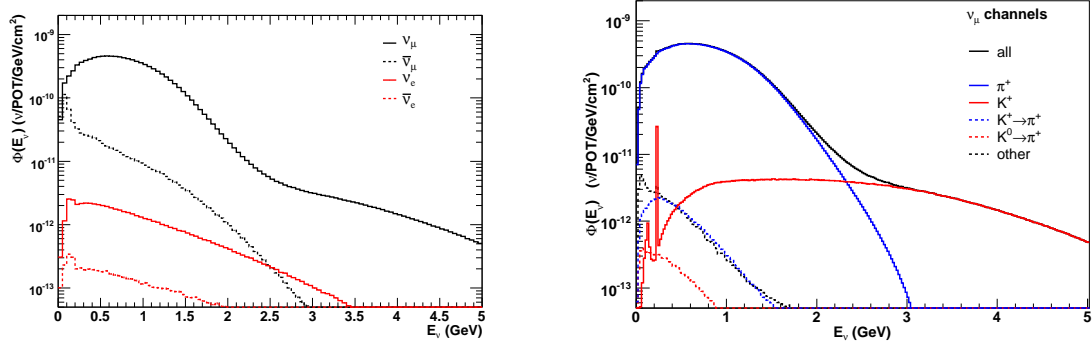 Φ(E_ν) (ν/POT/GeV/cm²)
10⁻⁹
10⁻¹⁰
10⁻¹¹
10⁻¹²
10⁻¹³
ν_μ
ν̄_μ
ν_e
ν̄_e
0 0.5 1 1.5 2 2.5 3 3.5 4 4.5 5
E_ν (GeV)
Φ(E_ν) (ν/POT/GeV/cm²)
10⁻⁹
10⁻¹⁰
10⁻¹¹
10⁻¹²
10⁻¹³
ν_μ channels
all
π⁺
K⁺
K⁺→π⁺
K⁰→π⁺
other
0 1 2 3 4 5
E_ν (GeV)